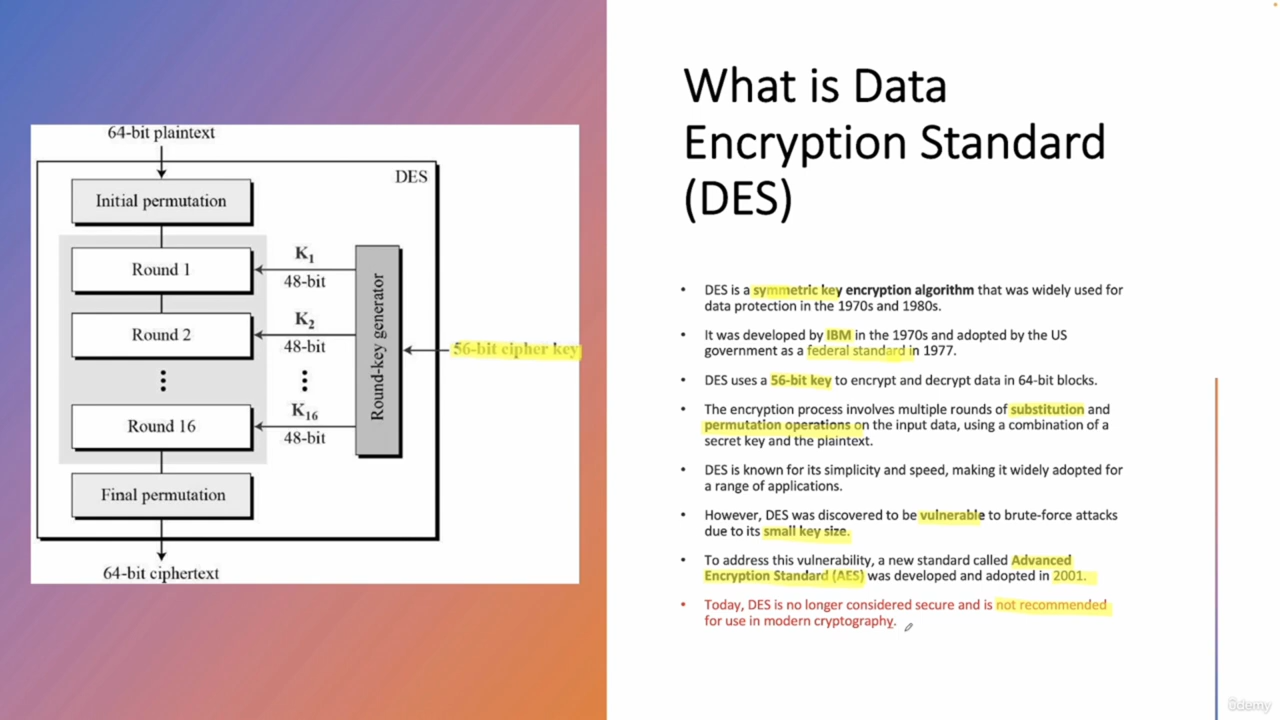 64-bit plaintext
DES
Initial permutation
Round 1
K1
48-bit
Round 2
K2
48-bit
⋮
⋮
Round 16
K16
48-bit
Round-key generator
56-bit cipher key
Final permutation
64-bit ciphertext
What is Data
Encryption Standard
(DES)
• DES is a symmetric key encryption algorithm that was widely used for
data protection in the 1970s and 1980s.
• It was developed by IBM in the 1970s and adopted by the US
government as a federal standard in 1977.
• DES uses a 56-bit key to encrypt and decrypt data in 64-bit blocks.
• The encryption process involves multiple rounds of substitution and
permutation operations on the input data, using a combination of a
secret key and the plaintext.
• DES is known for its simplicity and speed, making it widely adopted for
a range of applications.
• However, DES was discovered to be vulnerable to brute-force attacks
due to its small key size.
• To address this vulnerability, a new standard called Advanced
Encryption Standard (AES) was developed and adopted in 2001.
• Today, DES is no longer considered secure and is not recommended
for use in modern cryptography.
ûdemy